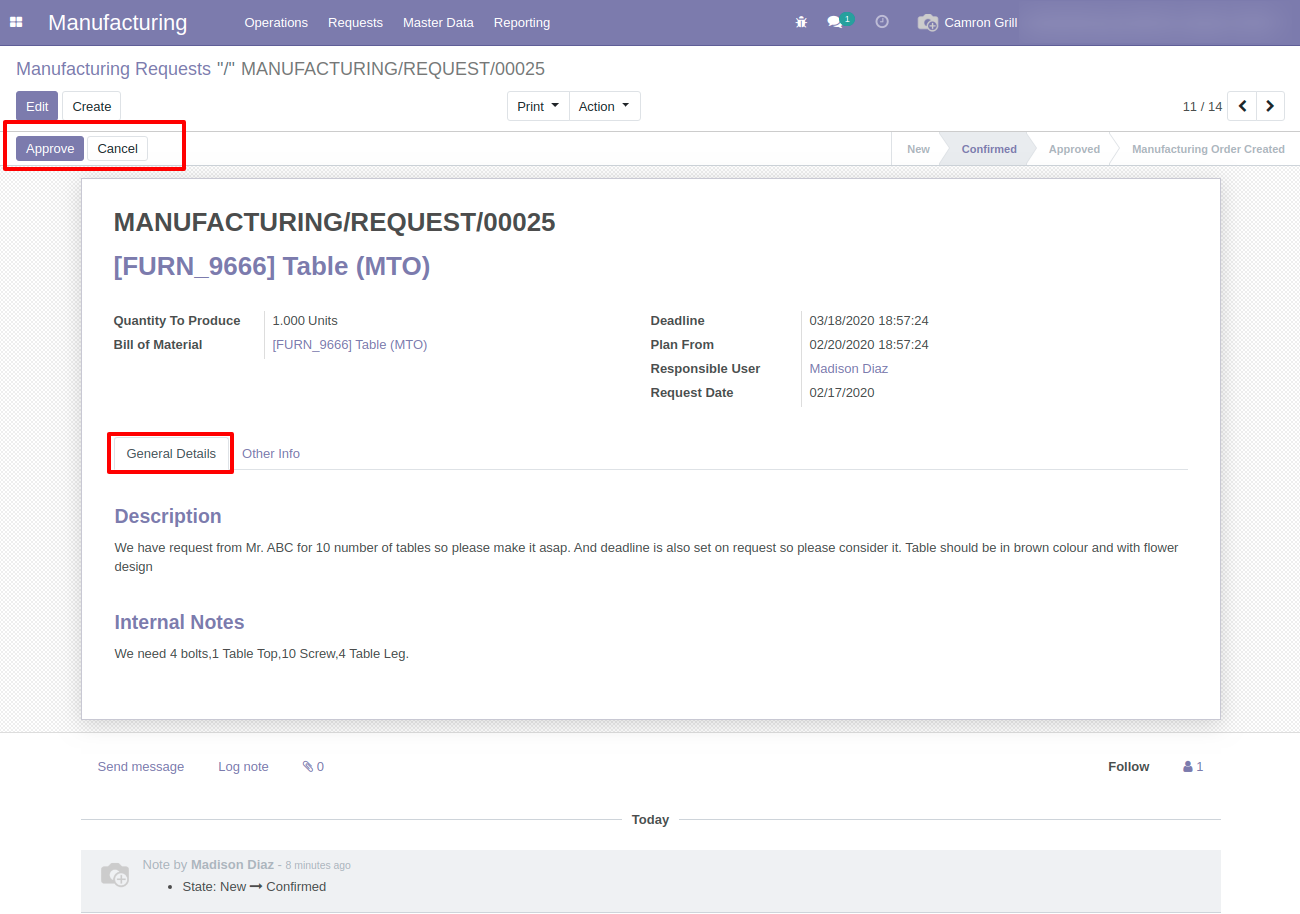 Manufacturing Operations Requests Master Data Reporting 1 Camron Grill
Manufacturing Requests "/" MANUFACTURING/REQUEST/00025
Edit Create Print Action 11 / 14
Approve Cancel New Confirmed Approved Manufacturing Order Created
MANUFACTURING/REQUEST/00025
[FURN_9666] Table (MTO)
Quantity To Produce 1.000 Units Deadline 03/18/2020 18:57:24
Bill of Material [FURN_9666] Table (MTO) Plan From 02/20/2020 18:57:24
Responsible User Madison Diaz
Request Date 02/17/2020
General Details Other Info
Description
We have request from Mr. ABC for 10 number of tables so please make it asap. And deadline is also set on request so please consider it. Table should be in brown colour and with flower
design
Internal Notes
We need 4 bolts,1 Table Top,10 Screw,4 Table Leg.
Send message Log note 0 Follow 1
Today
Note by Madison Diaz - 8 minutes ago
• State: New → Confirmed